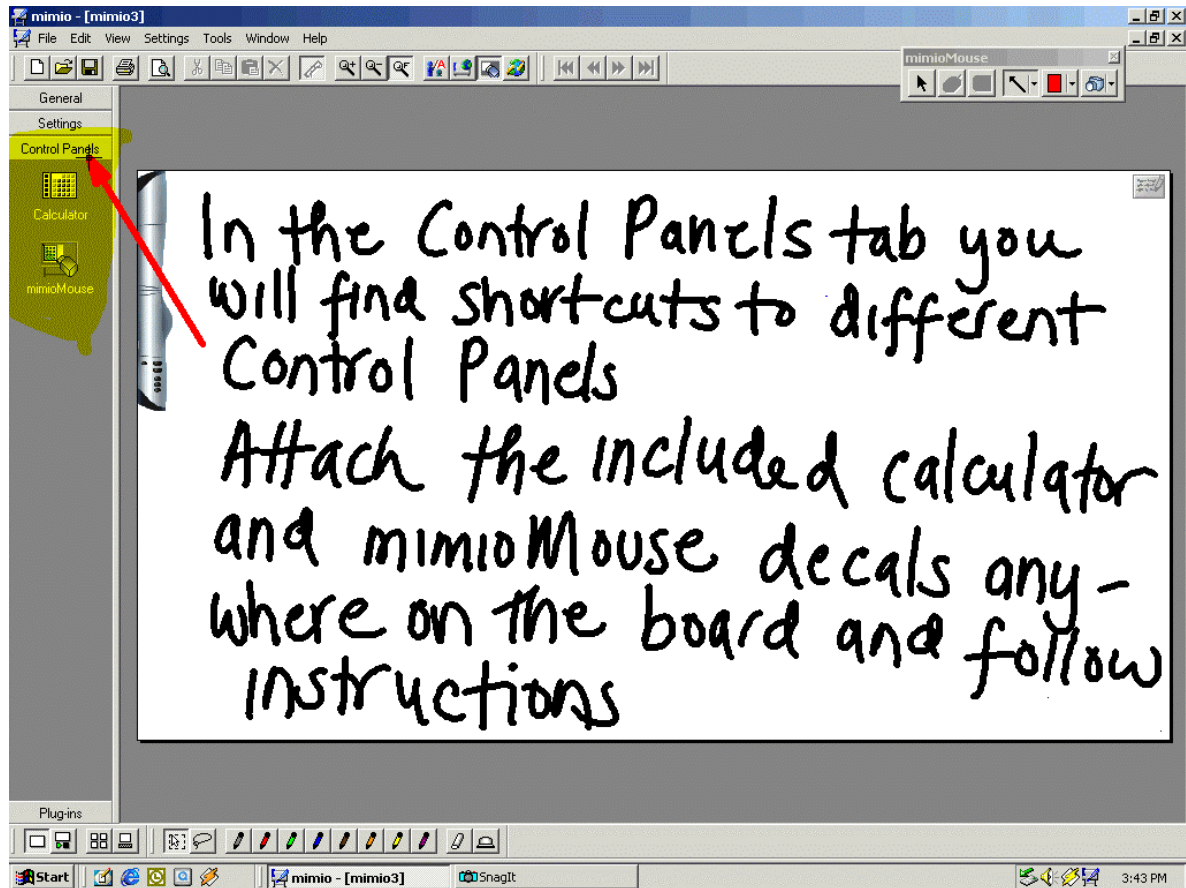 mimio - [mimio3]
File Edit View Settings Tools Window Help
mimioMouse
General
Settings
Control Panels
Calculator
mimioMouse
In the Control Panels tab you
will find shortcuts to different
Control Panels
Attach the included calculator
and mimioMouse decals any-
where on the board and follow
instructions
Plug-ins
Start mimio - [mimio3] SnagIt 3:43 PM